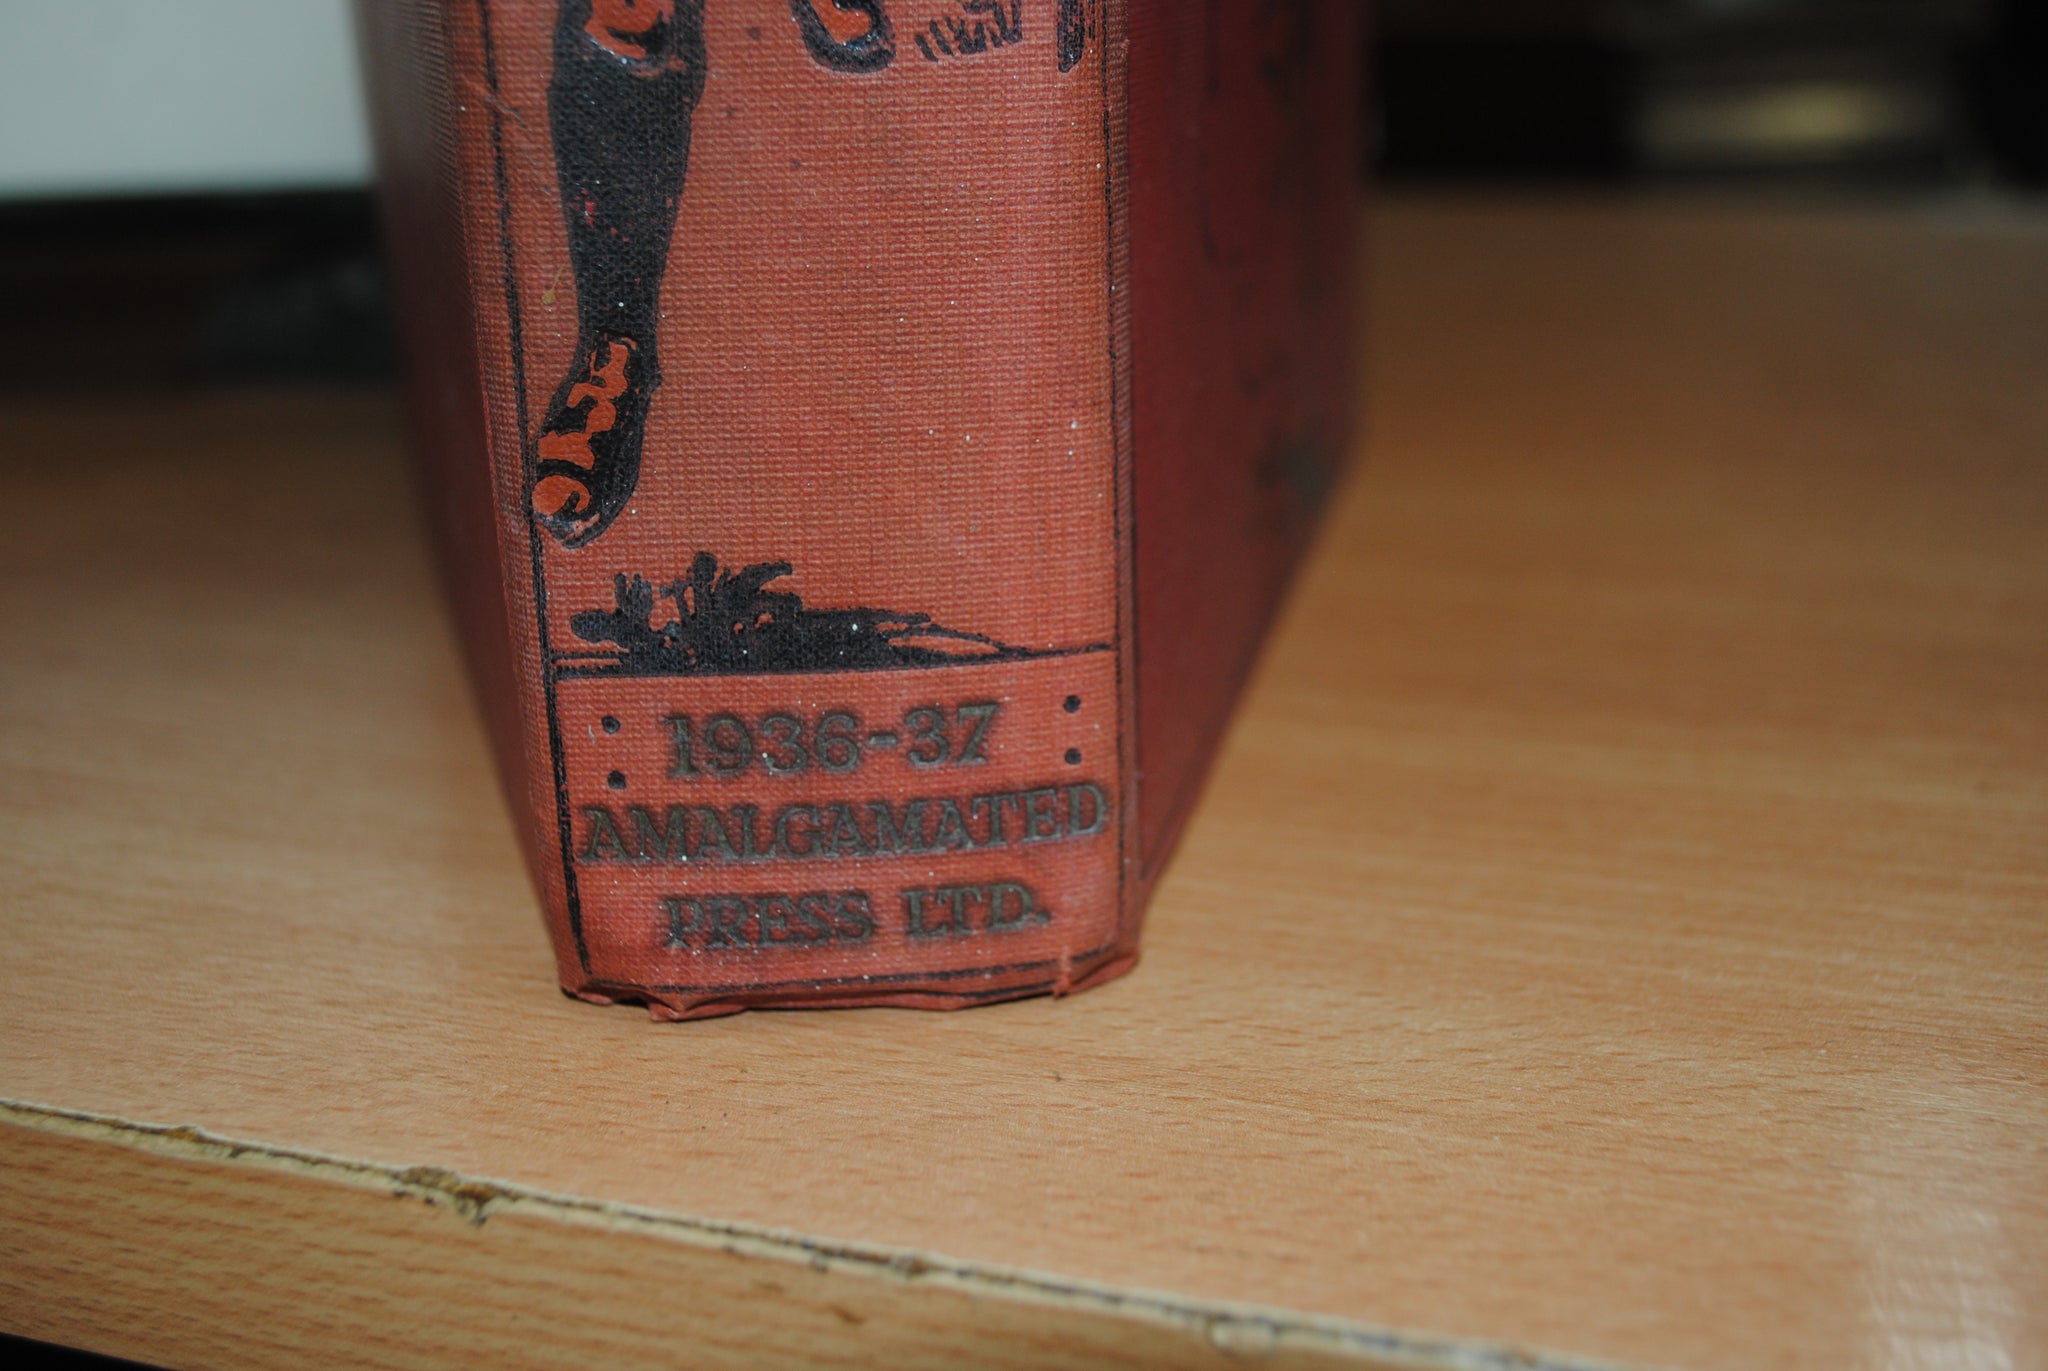 1936-37
AMALGAMATED
PRESS LTD.